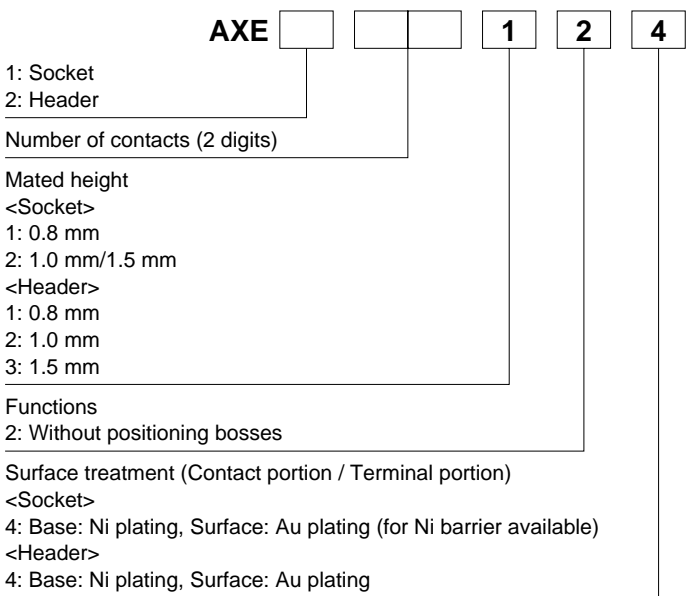 AXE 1 2 4
1: Socket
2: Header
Number of contacts (2 digits)
Mated height
<Socket>
1: 0.8 mm
2: 1.0 mm/1.5 mm
<Header>
1: 0.8 mm
2: 1.0 mm
3: 1.5 mm
Functions
2: Without positioning bosses
Surface treatment (Contact portion / Terminal portion)
<Socket>
4: Base: Ni plating, Surface: Au plating (for Ni barrier available)
<Header>
4: Base: Ni plating, Surface: Au plating